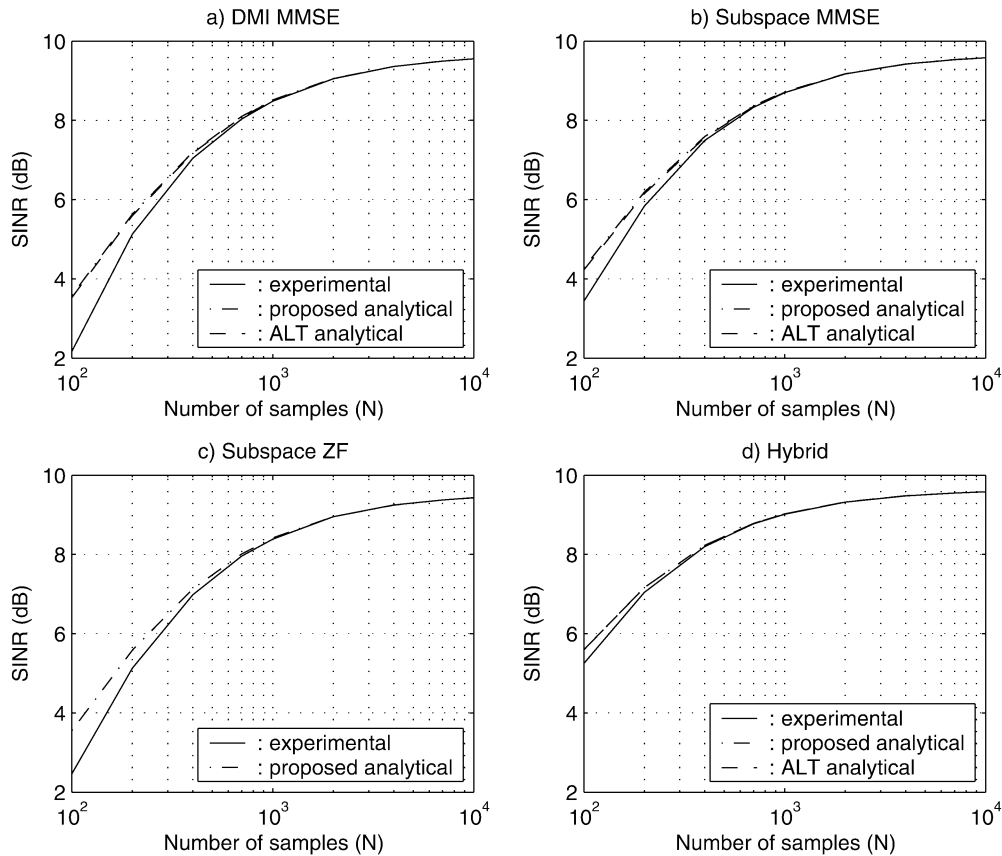 a) DMI MMSE
10
8
6
4
2
SINR (dB)
: experimental
: proposed analytical
: ALT analytical
10^2
10^3
10^4
Number of samples (N)
b) Subspace MMSE
10
8
6
4
2
SINR (dB)
: experimental
: proposed analytical
: ALT analytical
10^2
10^3
10^4
Number of samples (N)
c) Subspace ZF
10
8
6
4
2
SINR (dB)
: experimental
: proposed analytical
10^2
10^3
10^4
Number of samples (N)
d) Hybrid
10
8
6
4
2
SINR (dB)
: experimental
: proposed analytical
: ALT analytical
10^2
10^3
10^4
Number of samples (N)